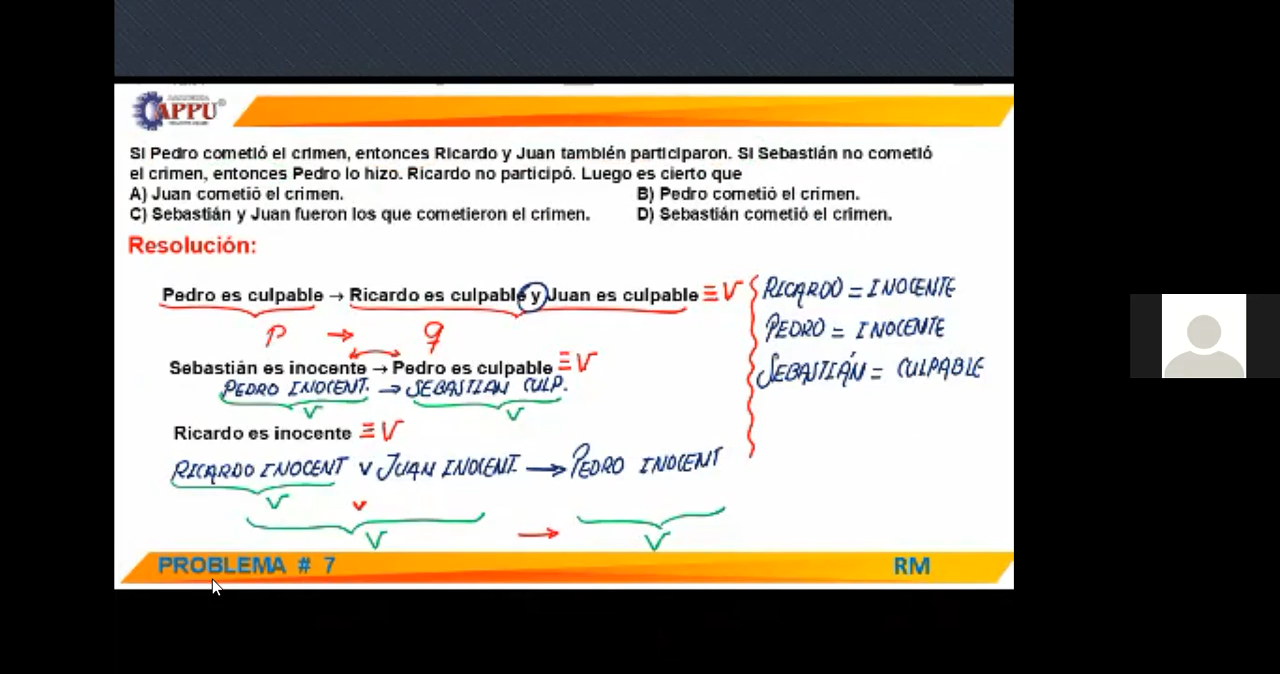 APPU®
Si Pedro cometió el crimen, entonces Ricardo y Juan también participaron. Si Sebastián no cometió
el crimen, entonces Pedro lo hizo. Ricardo no participó. Luego es cierto que
A) Juan cometió el crimen. B) Pedro cometió el crimen.
C) Sebastián y Juan fueron los que cometieron el crimen. D) Sebastián cometió el crimen.
Resolución:
Pedro es culpable → Ricardo es culpable y Juan es culpable ≡ V
p → q
Sebastián es inocente → Pedro es culpable ≡ V
PEDRO INOCENT. → SEBASTIAN CULP.
V V
Ricardo es inocente ≡ V
RICARDO INOCENT v JUAN INOCENT. → PEDRO INOCENT
V v
V → V
RICARDO = INOCENTE
PEDRO = INOCENTE
SEBASTIÁN = CULPABLE
PROBLEMA # 7 RM